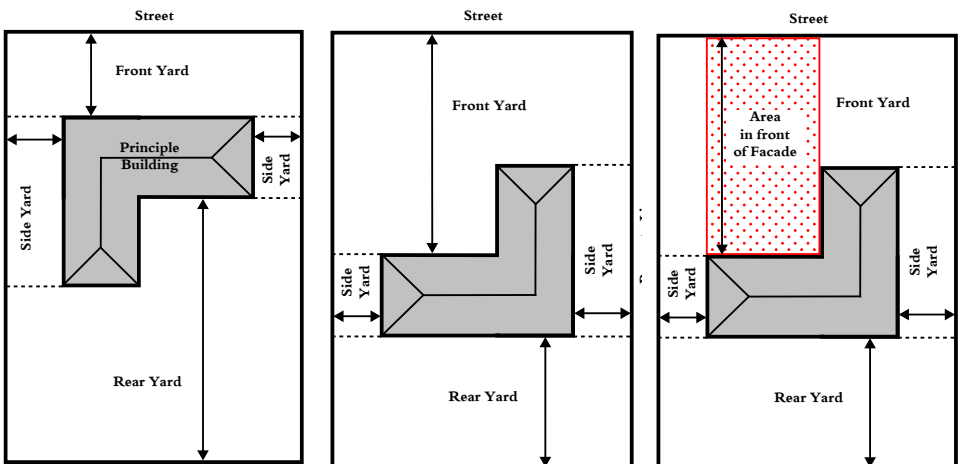 Street
Front Yard
Principle
Building
Side Yard
Side
Yard
Rear Yard
Street
Front Yard
Side
Yard
Side
Yard
Rear Yard
Street
Area
in front
of Facade
Front Yard
Side
Yard
Side
Yard
Rear Yard